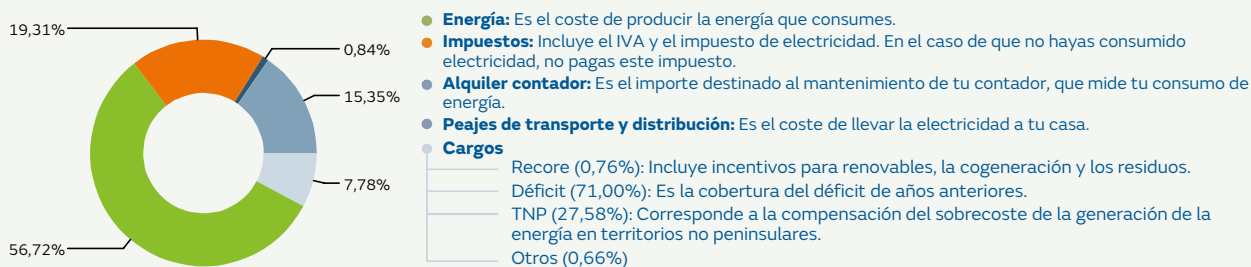 19,31%
0,84%
15,35%
7,78%
56,72%
Energía: Es el coste de producir la energía que consumes.
Impuestos: Incluye el IVA y el impuesto de electricidad. En el caso de que no hayas consumido
electricidad, no pagas este impuesto.
Alquiler contador: Es el importe destinado al mantenimiento de tu contador, que mide tu consumo de
energía.
Peajes de transporte y distribución: Es el coste de llevar la electricidad a tu casa.
Cargos
Recore (0,76%): Incluye incentivos para renovables, la cogeneración y los residuos.
Déficit (71,00%): Es la cobertura del déficit de años anteriores.
TNP (27,58%): Corresponde a la compensación del sobrecoste de la generación de la
energía en territorios no peninsulares.
Otros (0,66%)